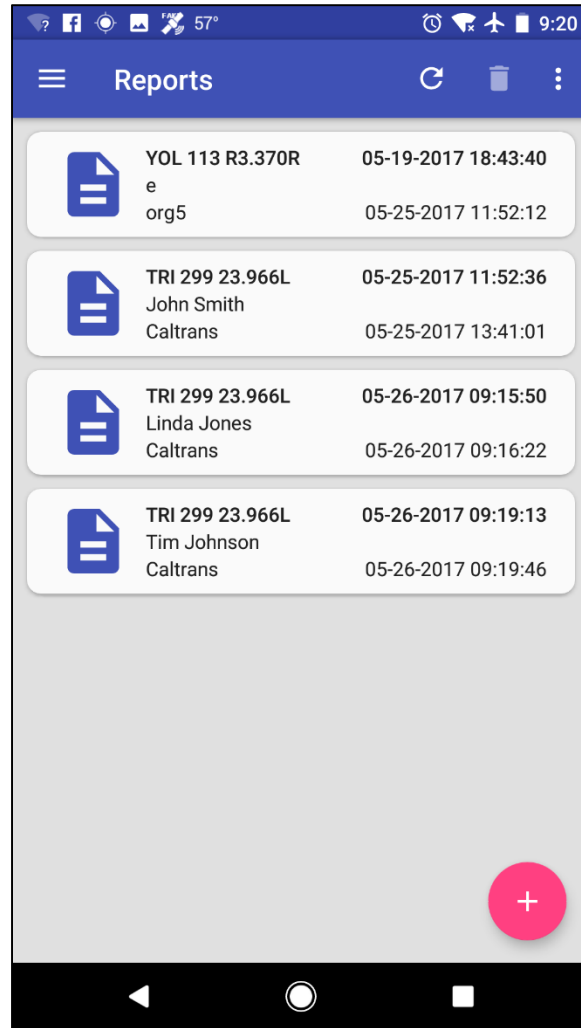 ? f FAKE 57° 9:20
Reports
YOL 113 R3.370R 05-19-2017 18:43:40
e
org5 05-25-2017 11:52:12
TRI 299 23.966L 05-25-2017 11:52:36
John Smith
Caltrans 05-25-2017 13:41:01
TRI 299 23.966L 05-26-2017 09:15:50
Linda Jones
Caltrans 05-26-2017 09:16:22
TRI 299 23.966L 05-26-2017 09:19:13
Tim Johnson
Caltrans 05-26-2017 09:19:46